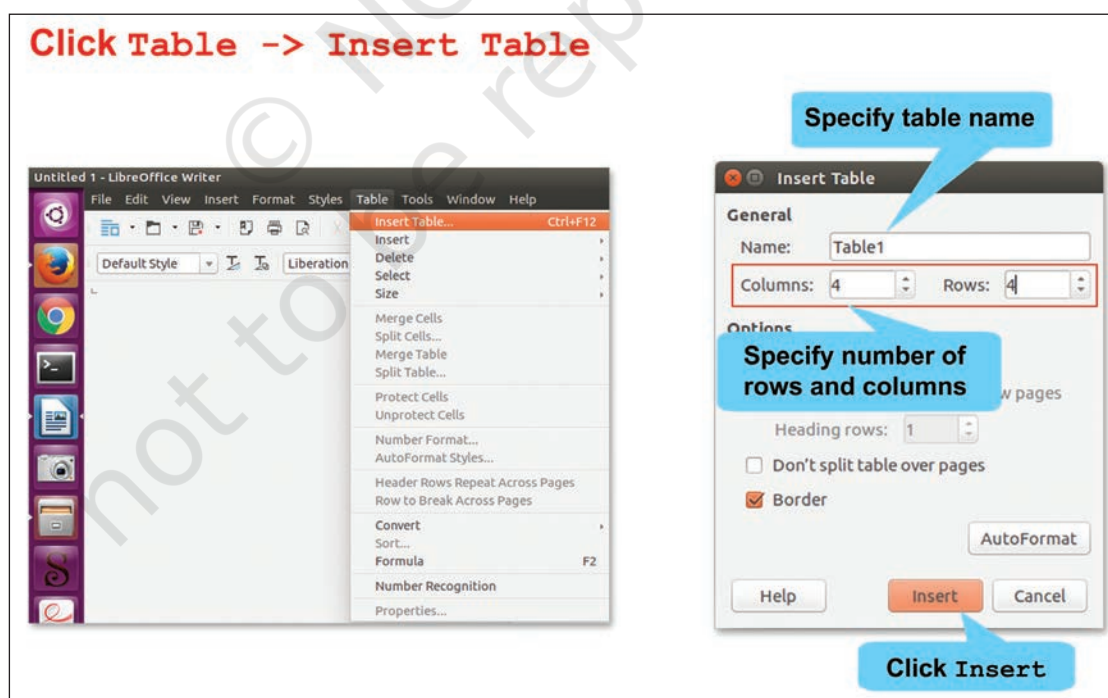 Click Table -> Insert Table
© N
not to be rep
Untitled 1 - LibreOffice Writer
File Edit View Insert Format Styles Table Tools Window Help
Default Style
Liberation
Insert Table... Ctrl+F12
Insert
Delete
Select
Size
Merge Cells
Split Cells...
Merge Table
Split Table...
Protect Cells
Unprotect Cells
Number Format...
AutoFormat Styles...
Header Rows Repeat Across Pages
Row to Break Across Pages
Convert
Sort...
Formula F2
Number Recognition
Properties...
Specify table name
Insert Table
General
Name: Table1
Columns: 4 Rows: 4
Options
Specify number of
rows and columns
w pages
Heading rows: 1
Don't split table over pages
Border
AutoFormat
Help Insert Cancel
Click Insert